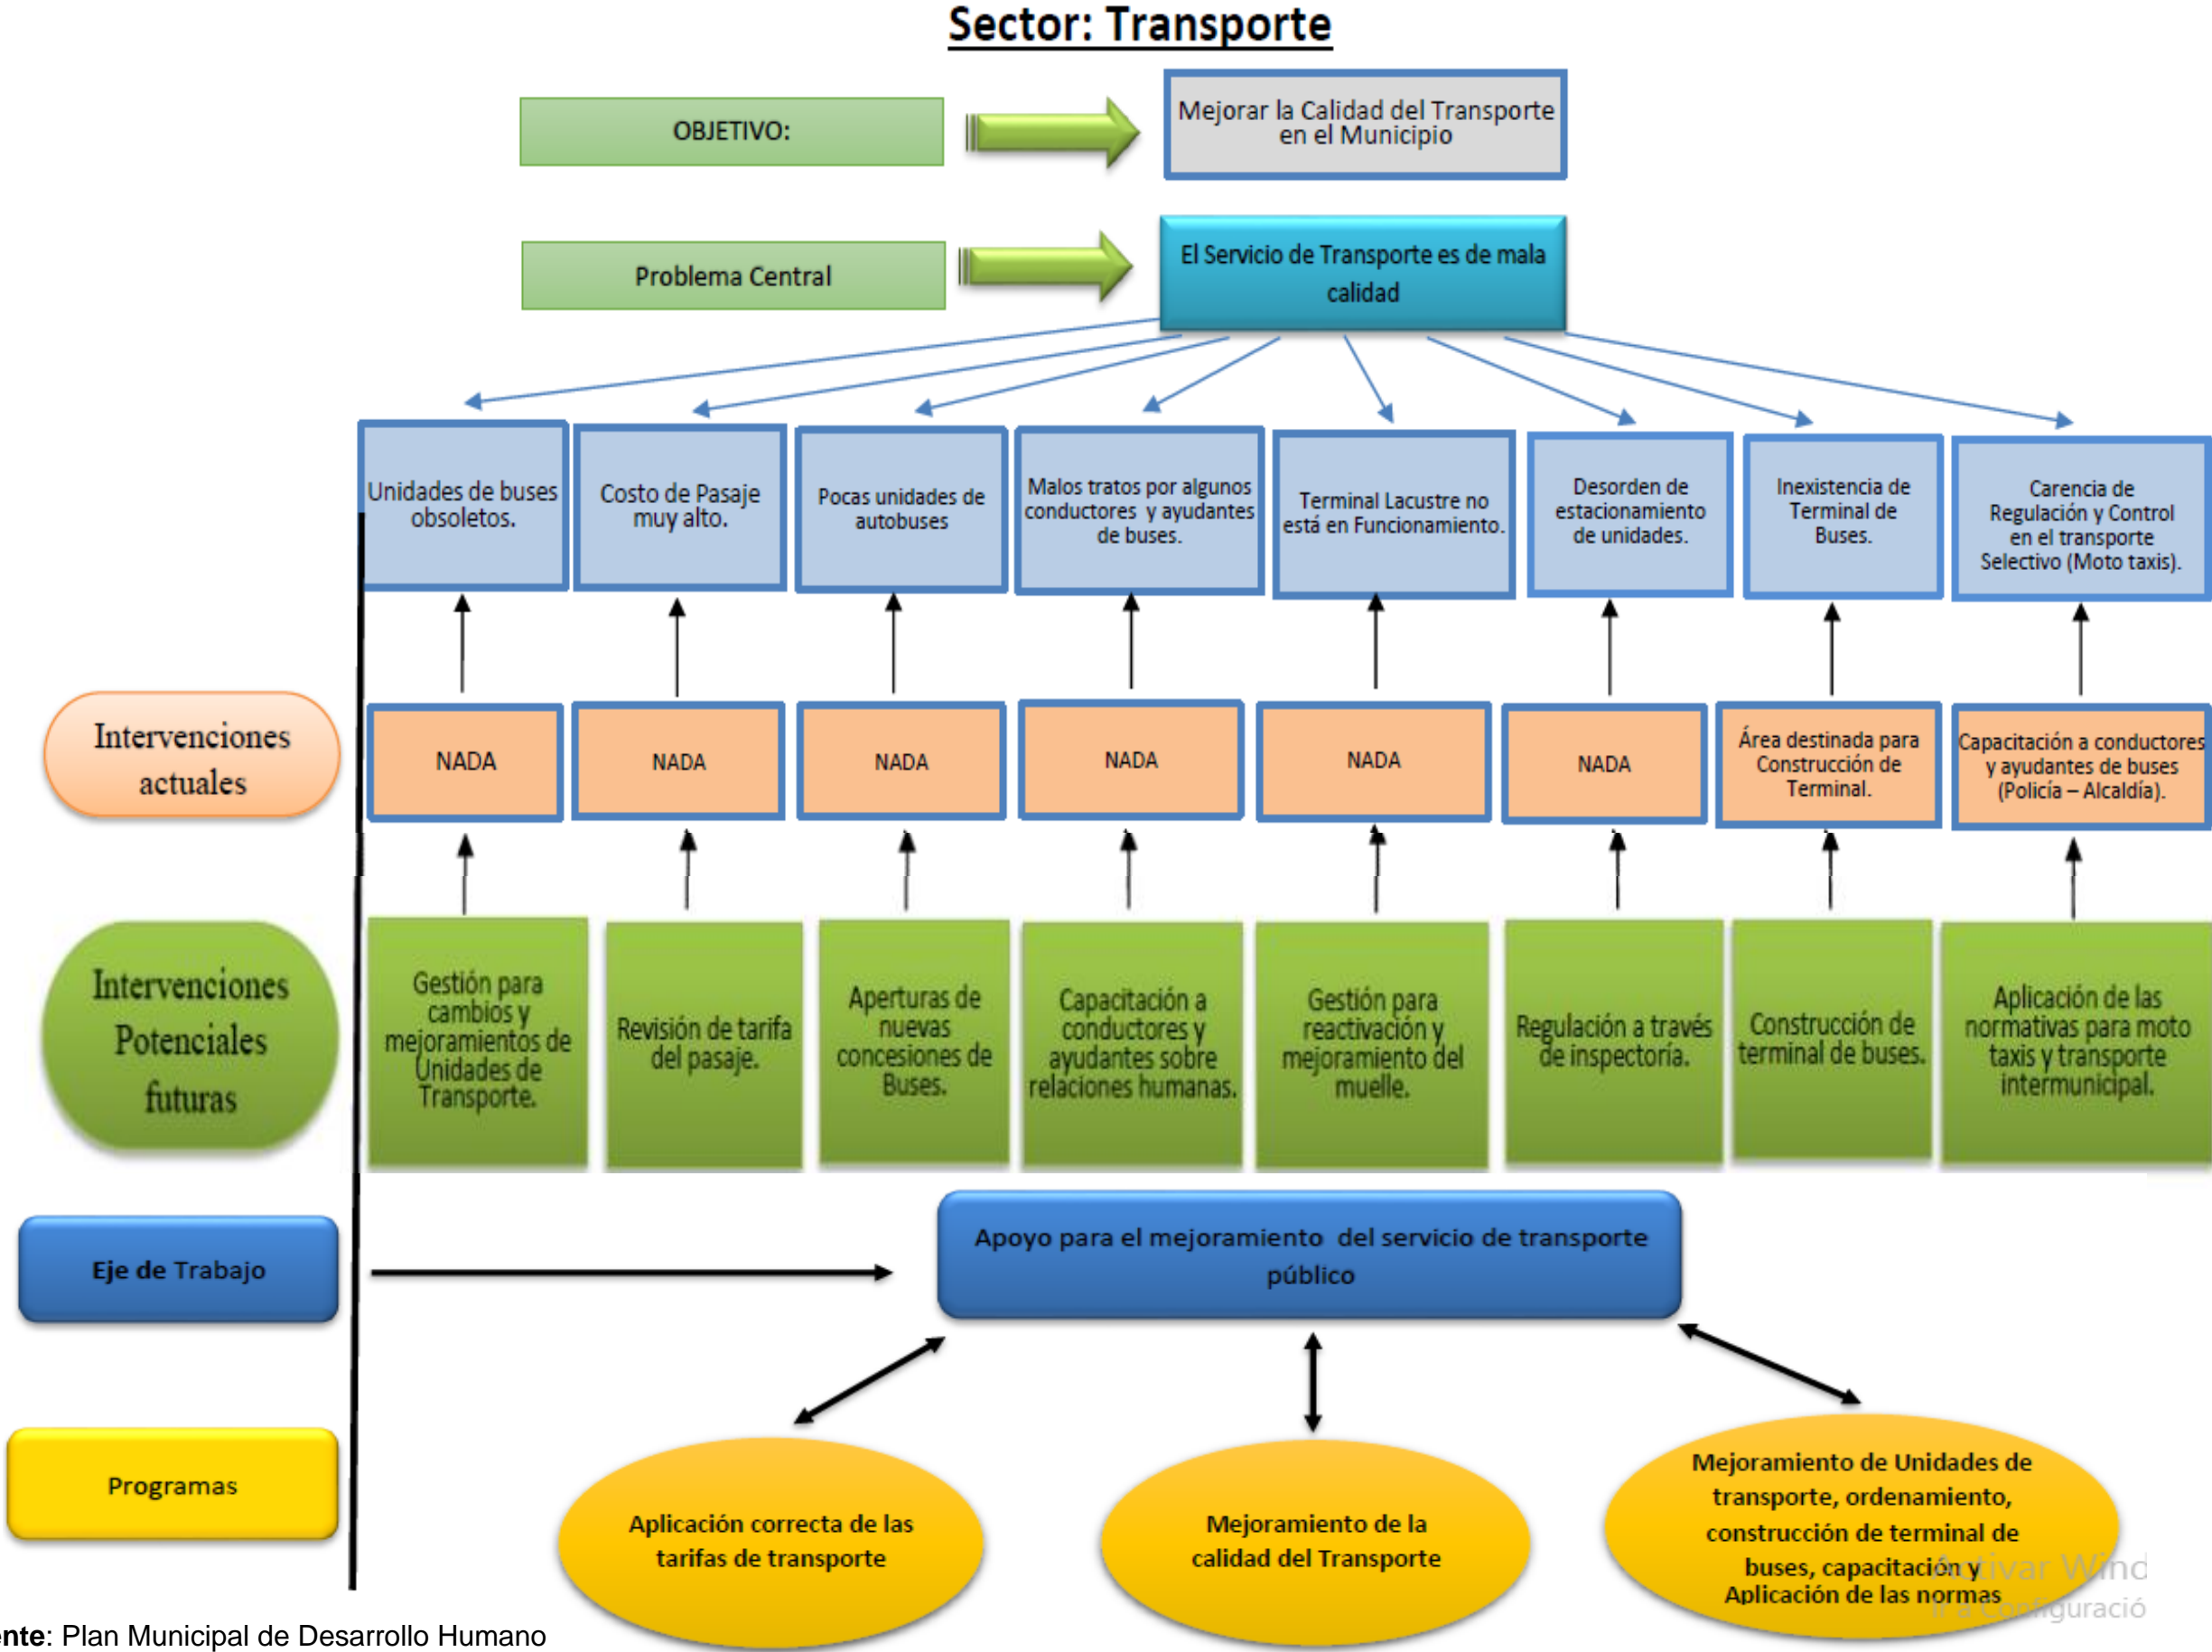 Sector: Transporte
OBJETIVO:
Mejorar la Calidad del Transporte
en el Municipio
Problema Central
El Servicio de Transporte es de mala
calidad
Unidades de buses
obsoletos.
Costo de Pasaje
muy alto.
Pocas unidades de
autobuses
Malos tratos por algunos
conductores y ayudantes
de buses.
Terminal Lacustre no
está en Funcionamiento.
Desorden de
estacionamiento
de unidades.
Inexistencia de
Terminal de
Buses.
Carencia de
Regulación y Control
en el transporte
Selectivo (Moto taxis).
Intervenciones
actuales
NADA
NADA
NADA
NADA
NADA
NADA
Área destinada para
Construcción de
Terminal.
Capacitación a conductores
y ayudantes de buses
(Policía – Alcaldía).
Intervenciones
Potenciales
futuras
Gestión para
cambios y
mejoramientos de
Unidades de
Transporte.
Revisión de tarifa
del pasaje.
Aperturas de
nuevas
concesiones de
Buses.
Capacitación a
conductores y
ayudantes sobre
relaciones humanas.
Gestión para
reactivación y
mejoramiento del
muelle.
Regulación a través
de inspectoría.
Construcción de
terminal de buses.
Aplicación de las
normativas para moto
taxis y transporte
intermunicipal.
Eje de Trabajo
Apoyo para el mejoramiento del servicio de transporte
público
Programas
Aplicación correcta de las
tarifas de transporte
Mejoramiento de la
calidad del Transporte
Mejoramiento de Unidades de
transporte, ordenamiento,
construcción de terminal de
buses, capacitación y
Aplicación de las normas
Activar Wind
Ir a Configuració
ente: Plan Municipal de Desarrollo Humano